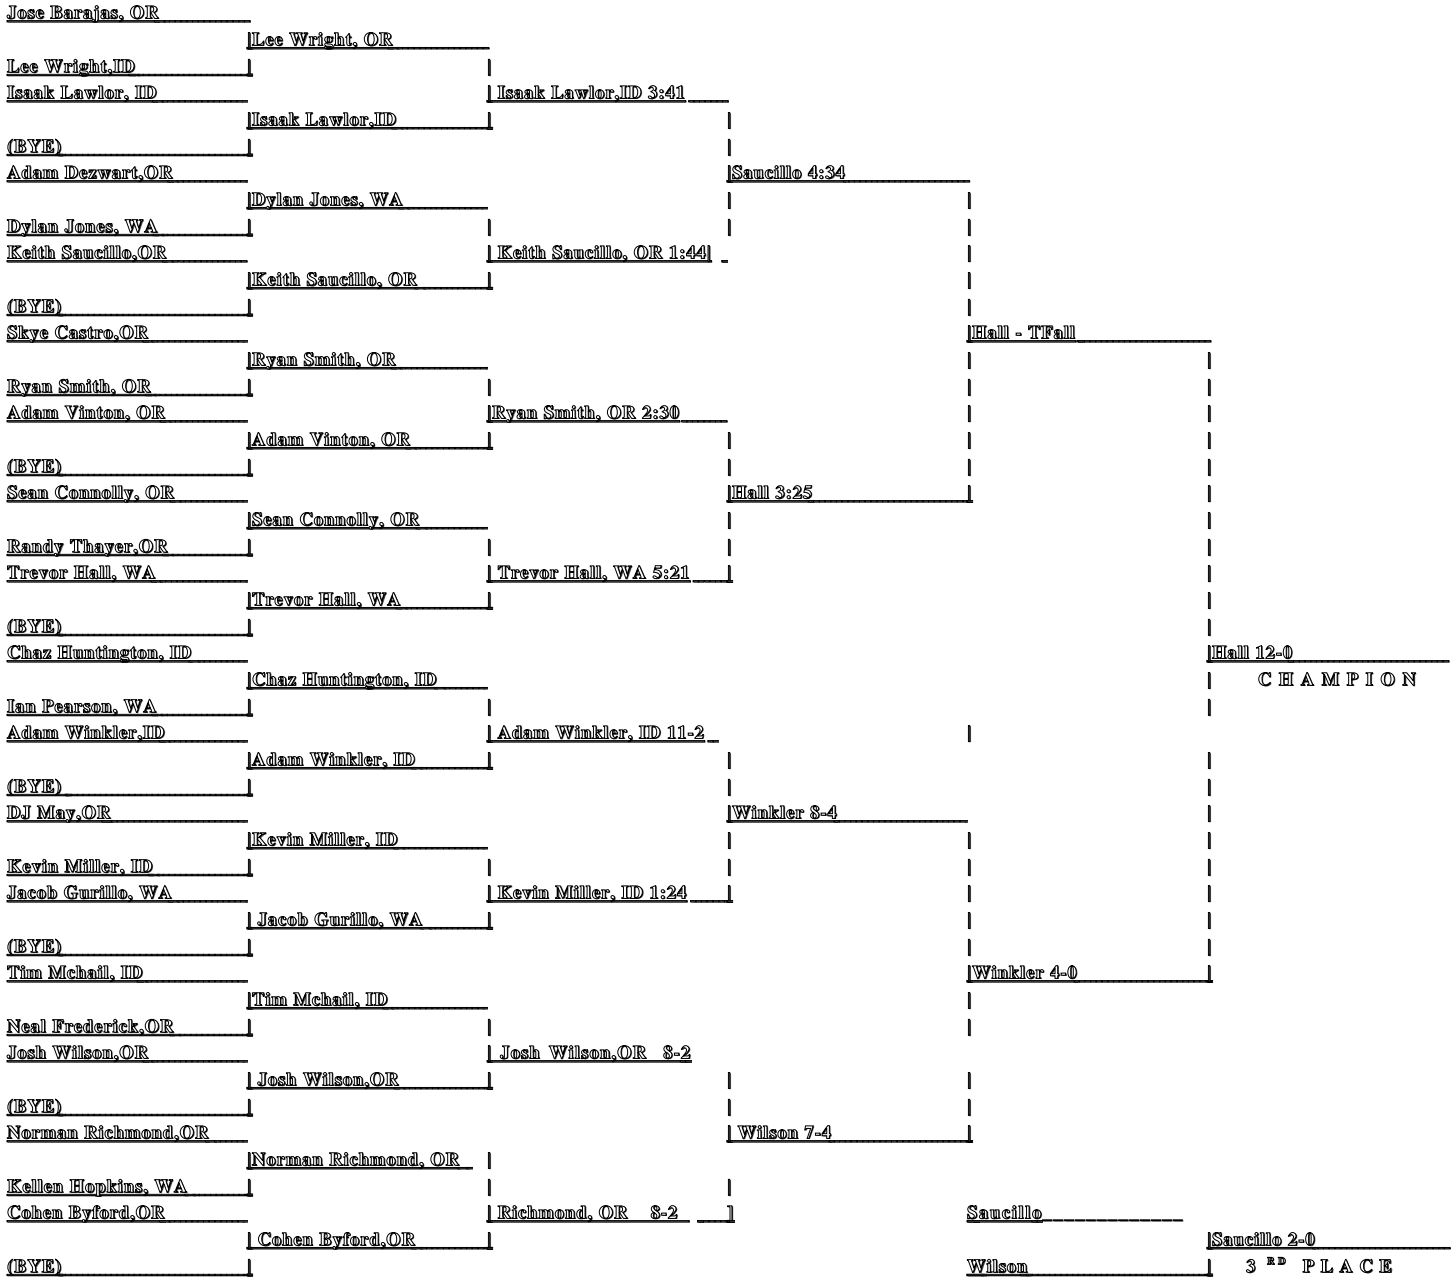 Jose Barajas, OR
Lee Wright, OR
Lee Wright,ID
Isaak Lawlor, ID
Isaak Lawlor,ID 3:41
Isaak Lawlor,ID
(BYE)
Adam Dezwart,OR
Saucillo 4:34
Dylan Jones, WA
Dylan Jones, WA
Keith Saucillo,OR
Keith Saucillo, OR 1:44
Keith Saucillo, OR
(BYE)
Skye Castro,OR
Hall - TFall
Ryan Smith, OR
Ryan Smith, OR
Adam Vinton, OR
Ryan Smith, OR 2:30
Adam Vinton, OR
(BYE)
Sean Connolly, OR
Hall 3:25
Sean Connolly, OR
Randy Thayer,OR
Trevor Hall, WA
Trevor Hall, WA 5:21
Trevor Hall, WA
(BYE)
Chaz Huntington, ID
Hall 12-0
Chaz Huntington, ID
CHAMPION
Ian Pearson, WA
Adam Winkler,ID
Adam Winkler, ID 11-2
Adam Winkler, ID
(BYE)
DJ May,OR
Winkler 8-4
Kevin Miller, ID
Kevin Miller, ID
Jacob Gurillo, WA
Kevin Miller, ID 1:24
Jacob Gurillo, WA
(BYE)
Tim Mchail, ID
Winkler 4-0
Tim Mchail, ID
Neal Frederick,OR
Josh Wilson,OR
Josh Wilson,OR 8-2
Josh Wilson,OR
(BYE)
Norman Richmond,OR
Wilson 7-4
Norman Richmond, OR
Kellen Hopkins, WA
Cohen Byford,OR
Richmond, OR 8-2
Saucillo
Cohen Byford,OR
Saucillo 2-0
(BYE)
Wilson
3 RD PLACE